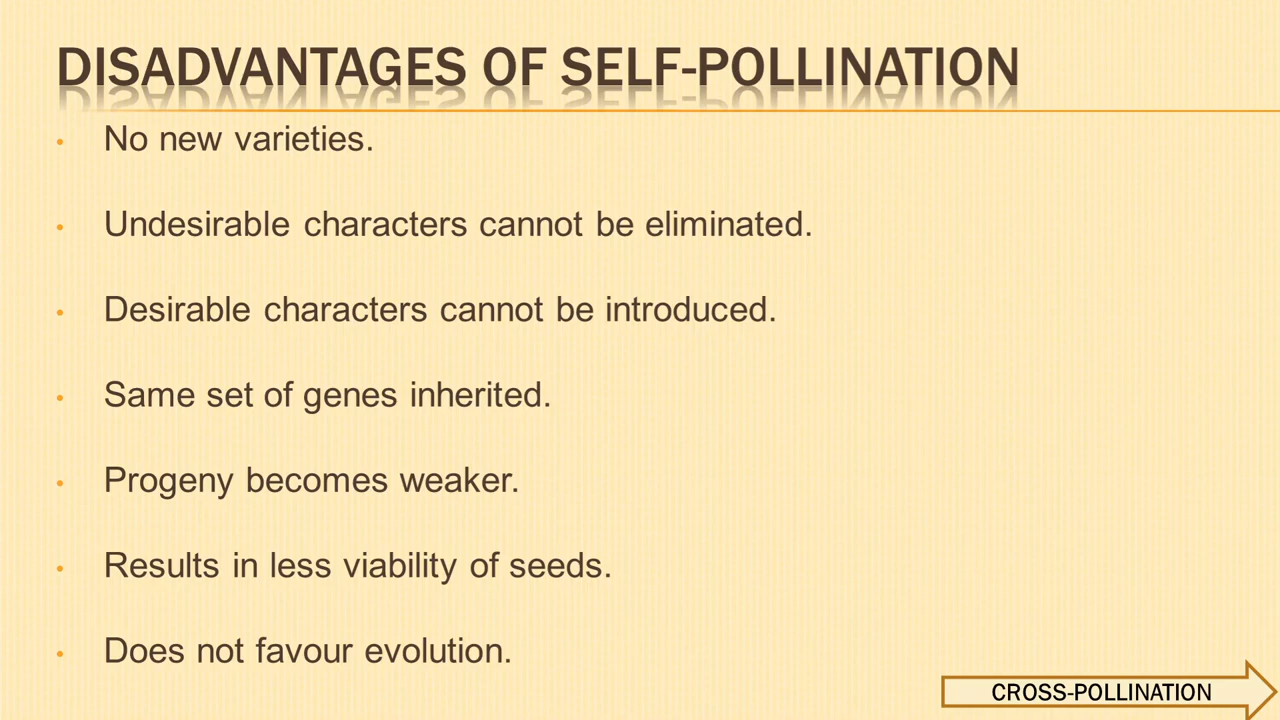 DISADVANTAGES OF SELF-POLLINATION
• No new varieties.
• Undesirable characters cannot be eliminated.
• Desirable characters cannot be introduced.
• Same set of genes inherited.
• Progeny becomes weaker.
• Results in less viability of seeds.
• Does not favour evolution.
CROSS-POLLINATION